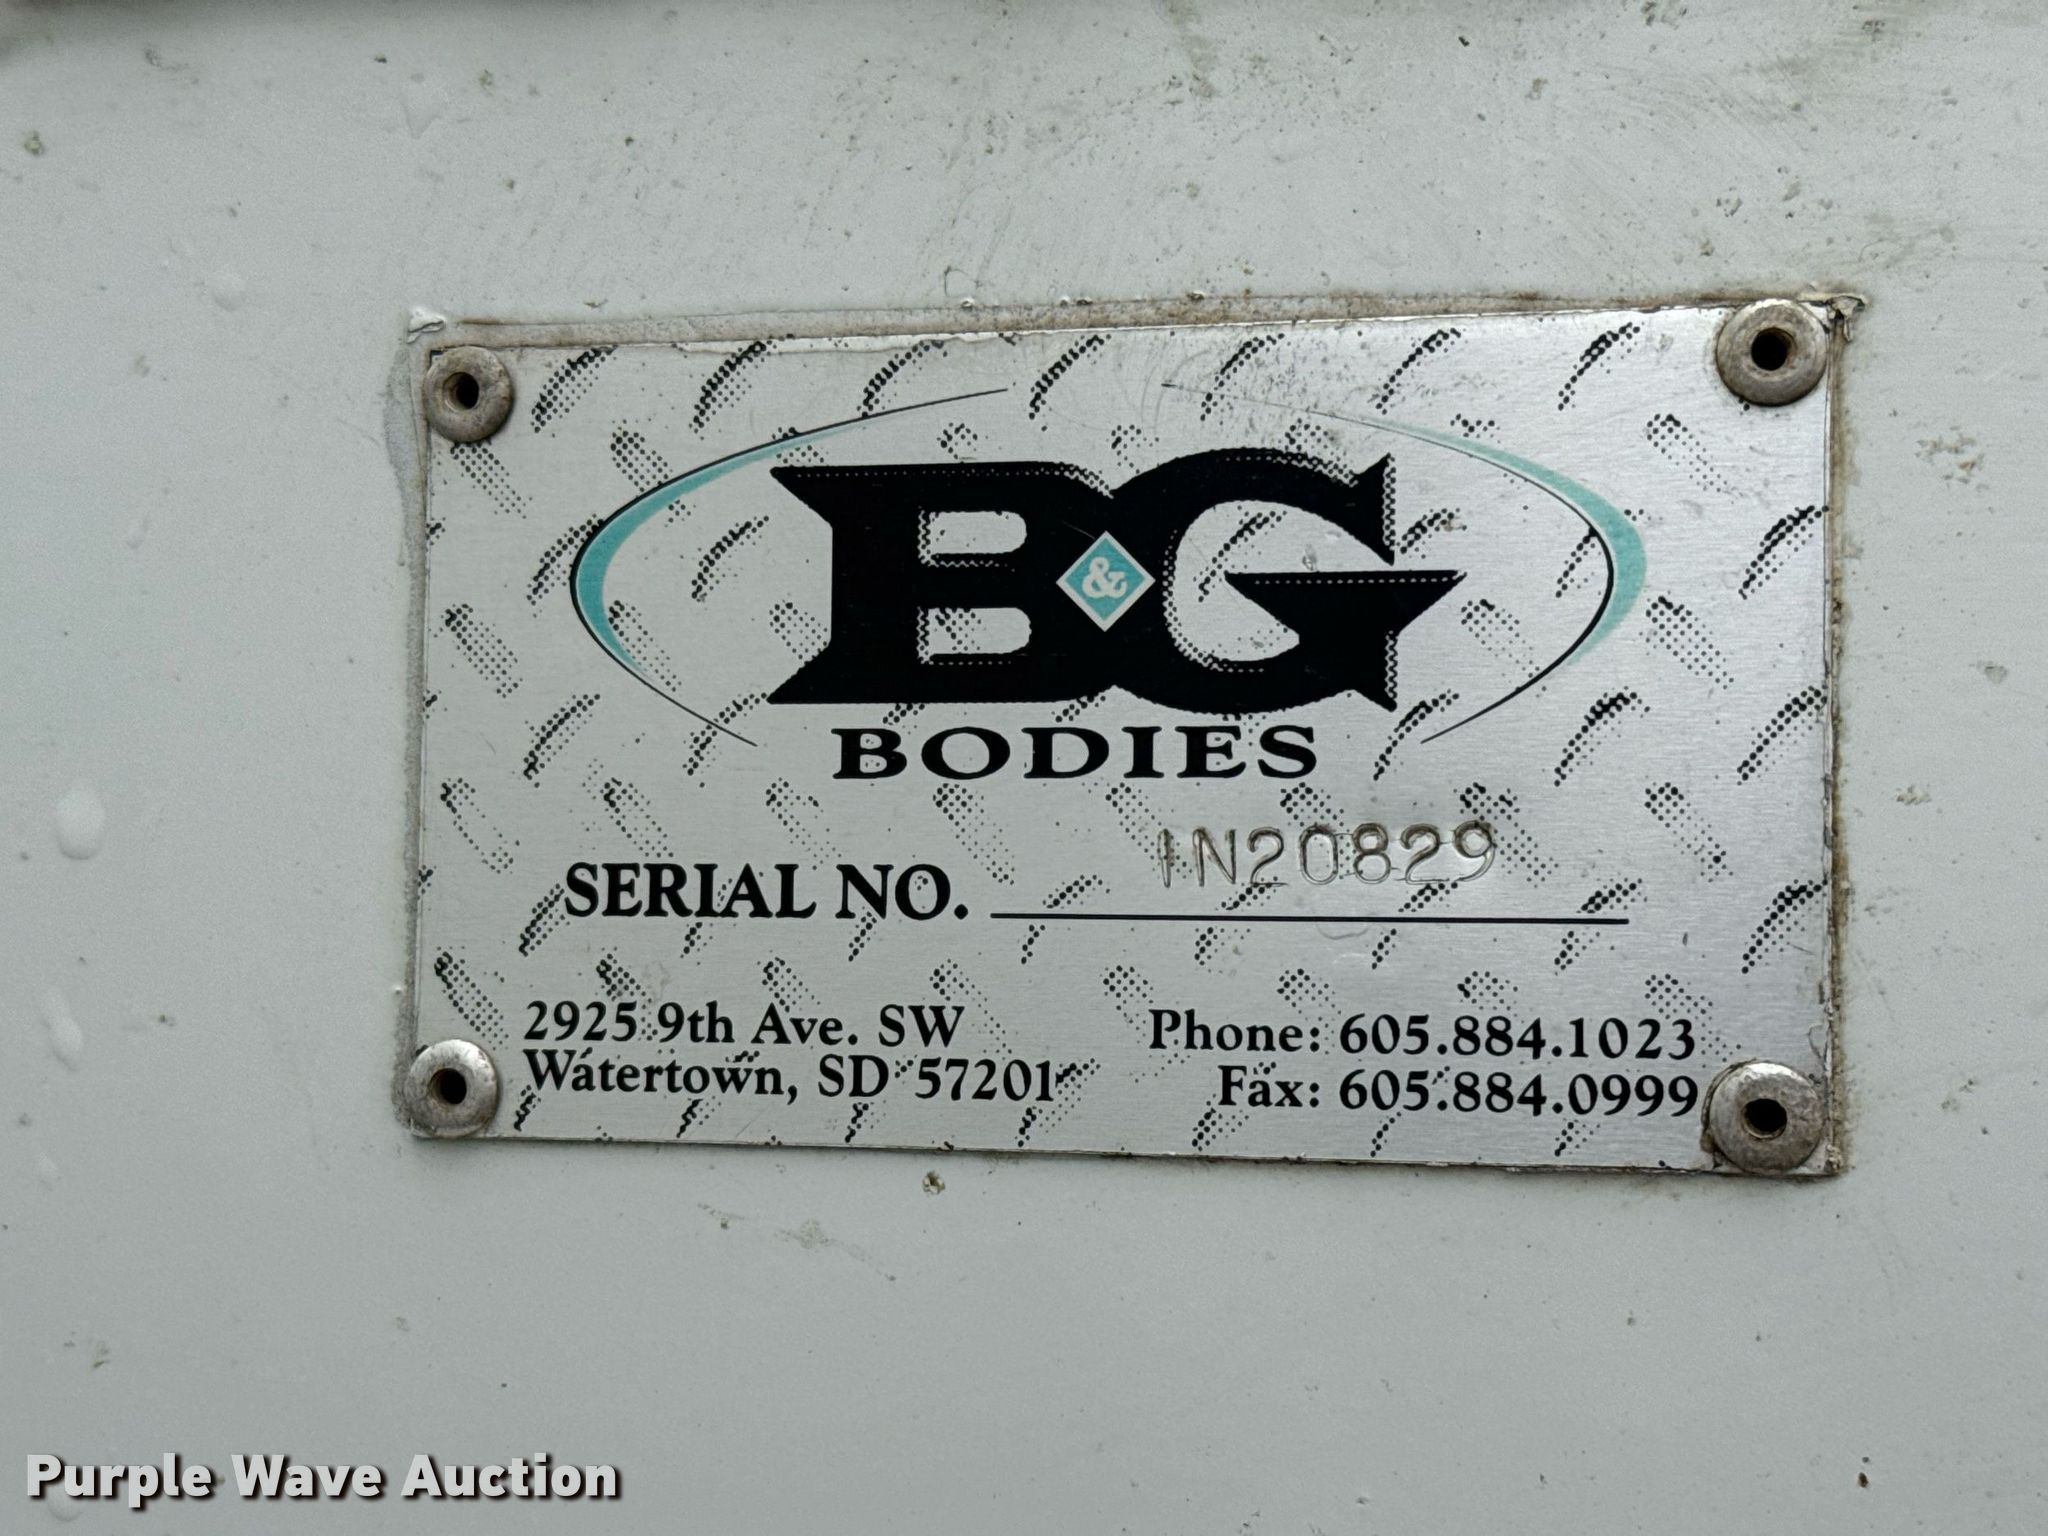 B&G
BODIES
SERIAL NO. IN20829
2925 9th Ave. SW
Watertown, SD 57201
Phone: 605.884.1023
Fax: 605.884.0999
Purple Wave Auction